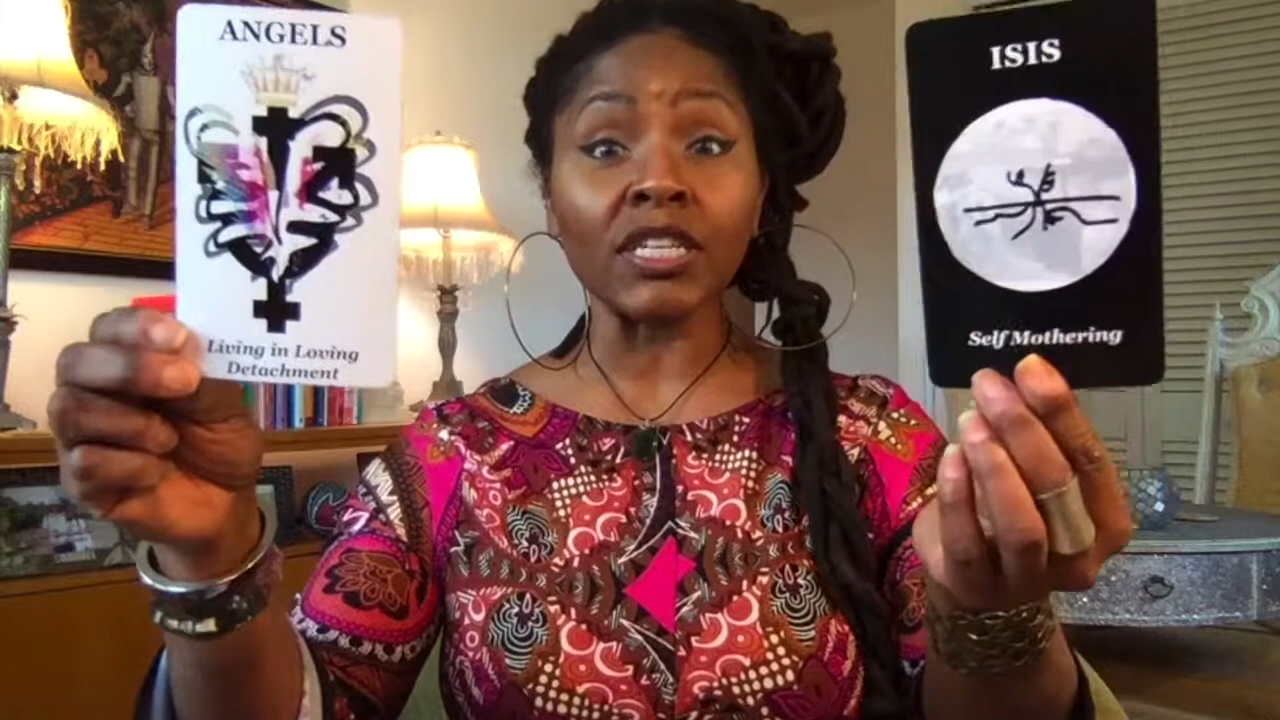 ANGELS
Living in Loving
Detachment
ISIS
Self Mothering